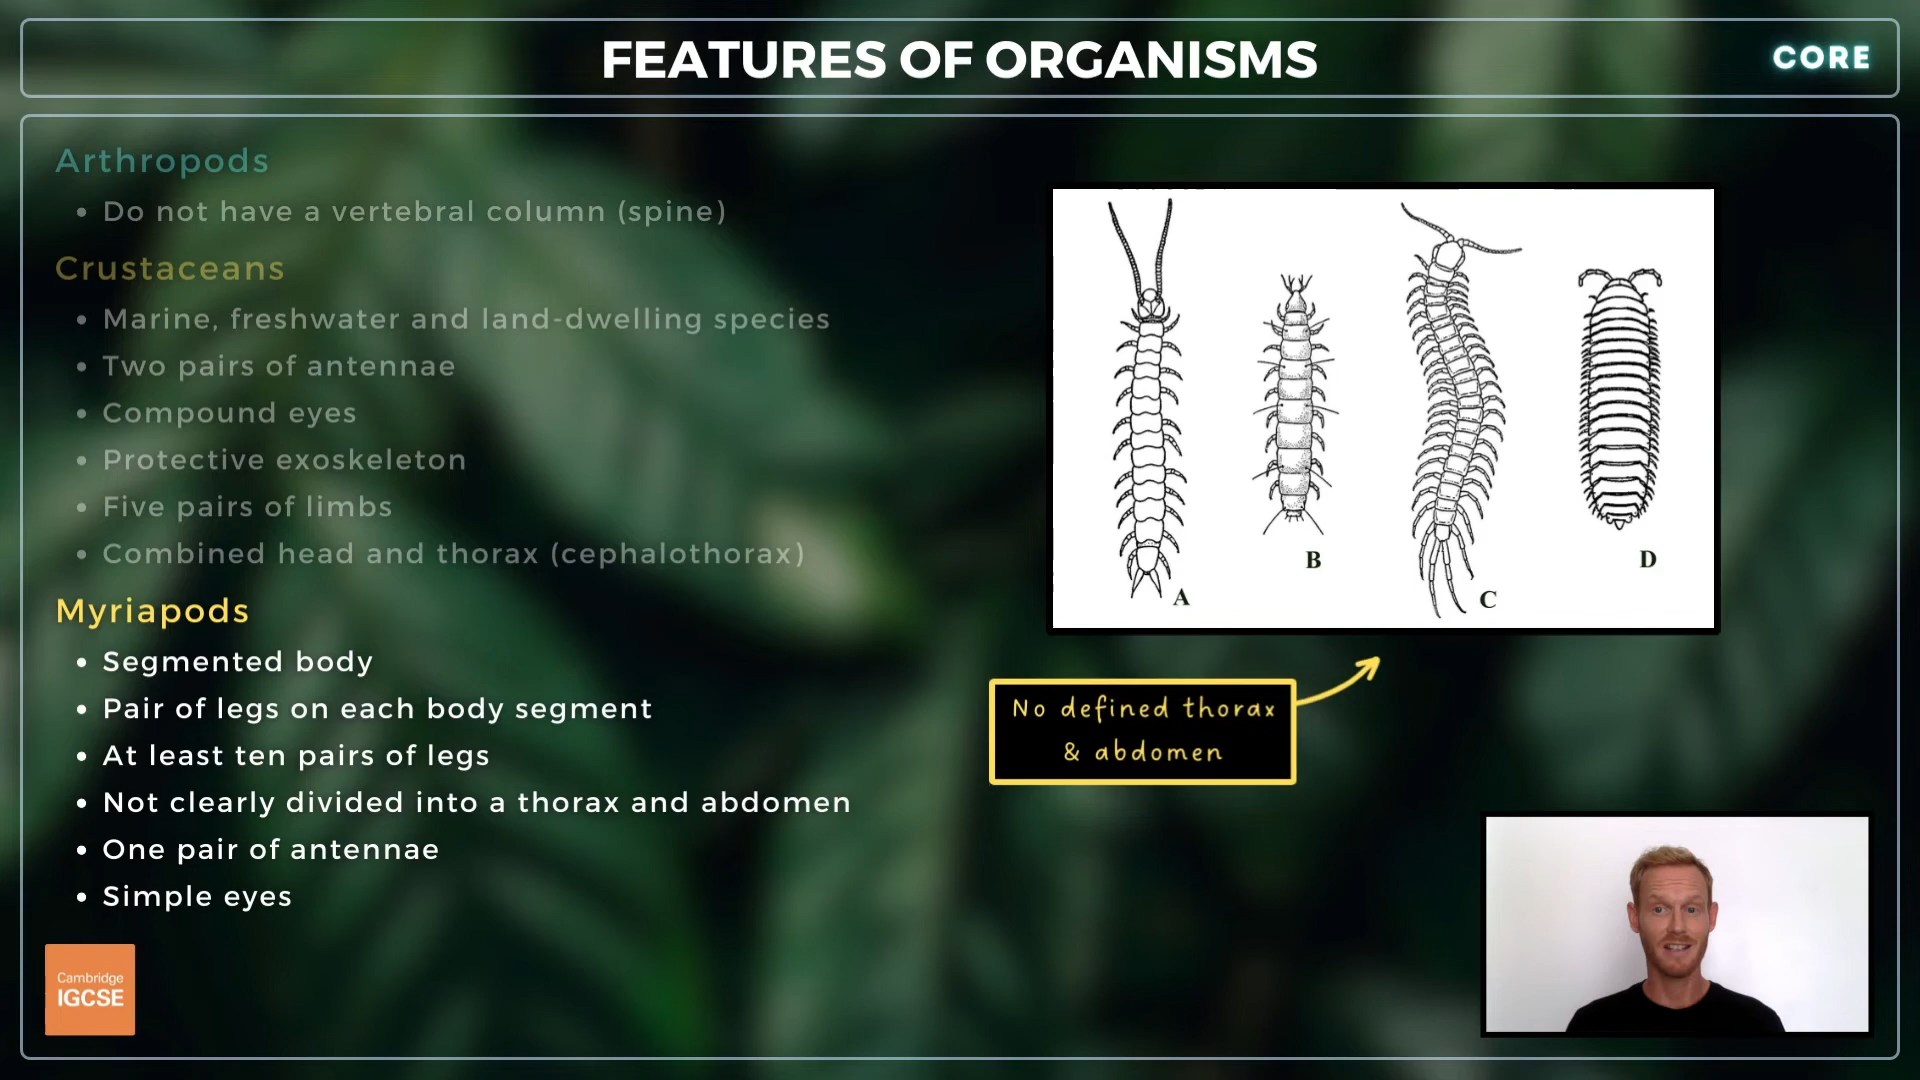 FEATURES OF ORGANISMS
CORE
Arthropods
• Do not have a vertebral column (spine)
Crustaceans
• Marine, freshwater and land-dwelling species
• Two pairs of antennae
• Compound eyes
• Protective exoskeleton
• Five pairs of limbs
• Combined head and thorax (cephalothorax)
Myriapods
• Segmented body
• Pair of legs on each body segment
• At least ten pairs of legs
• Not clearly divided into a thorax and abdomen
• One pair of antennae
• Simple eyes
A
B
C
D
No defined thorax
& abdomen
Cambridge
IGCSE